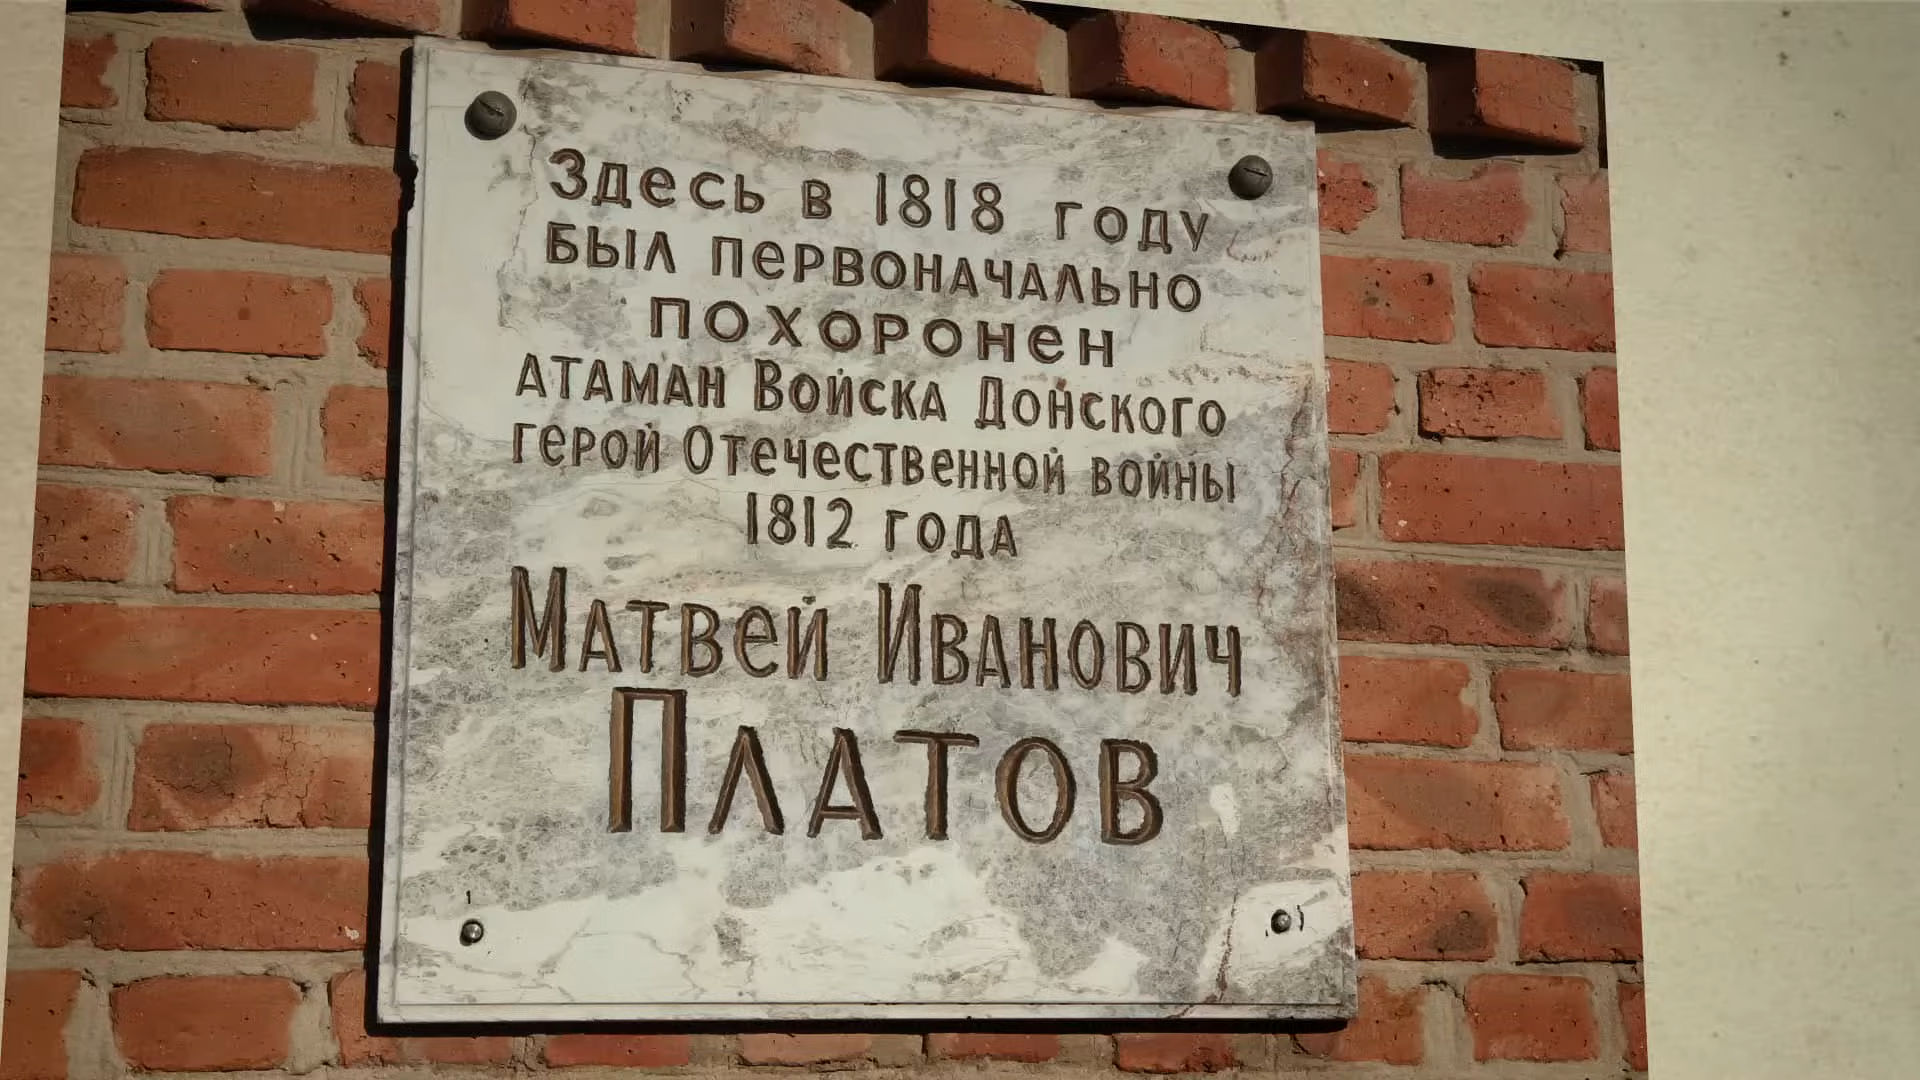 Здесь в 1818 году
был первоначально
похоронен
атаман Войска Донского
герой Отечественной войны
1812 года
Матвей Иванович
Платов